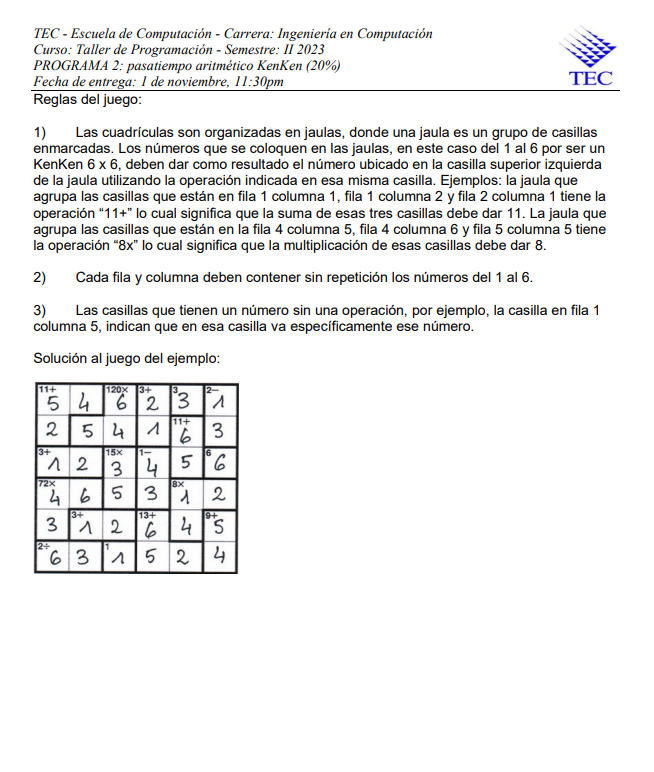 TEC - Escuela de Computación - Carrera: Ingeniería en Computación
Curso: Taller de Programación - Semestre: II 2023
PROGRAMA 2: pasatiempo aritmético KenKen (20%)
Fecha de entrega: 1 de noviembre, 11:30pm
TEC
Reglas del juego:
1) Las cuadrículas son organizadas en jaulas, donde una jaula es un grupo de casillas
enmarcadas. Los números que se coloquen en las jaulas, en este caso del 1 al 6 por ser un
KenKen 6 x 6, deben dar como resultado el número ubicado en la casilla superior izquierda
de la jaula utilizando la operación indicada en esa misma casilla. Ejemplos: la jaula que
agrupa las casillas que están en fila 1 columna 1, fila 1 columna 2 y fila 2 columna 1 tiene la
operación “11+” lo cual significa que la suma de esas tres casillas debe dar 11. La jaula que
agrupa las casillas que están en la fila 4 columna 5, fila 4 columna 6 y fila 5 columna 5 tiene
la operación “8x” lo cual significa que la multiplicación de esas casillas debe dar 8.
2) Cada fila y columna deben contener sin repetición los números del 1 al 6.
3) Las casillas que tienen un número sin una operación, por ejemplo, la casilla en fila 1
columna 5, indican que en esa casilla va específicamente ese número.
Solución al juego del ejemplo:
11+ 120× 3+ 3 2−
5 4 6 2 3 1
11+
2 5 4 1 6 3
3+ 15× 1− 6
1 2 3 4 5 6
72× 8×
4 6 5 3 1 2
3+ 13+ 9+
3 1 2 6 4 5
2÷ 1
6 3 1 5 2 4